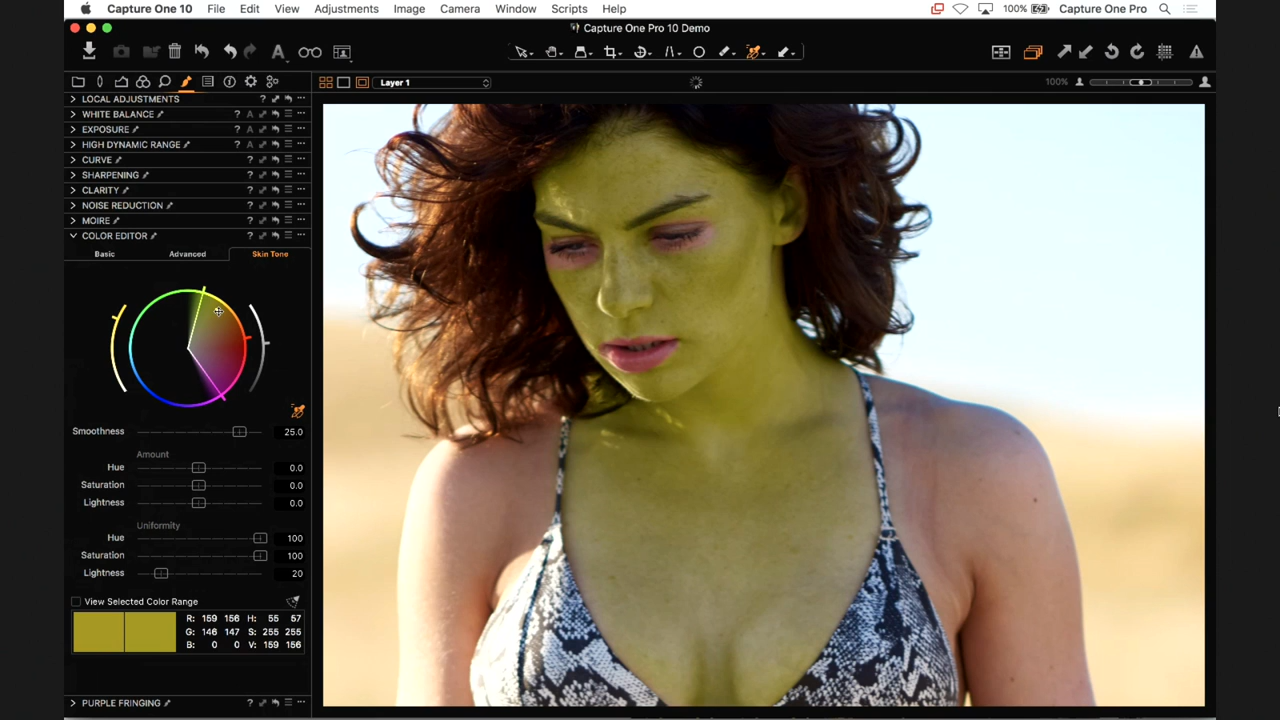 Capture One 10 File Edit View Adjustments Image Camera Window Scripts Help 100% Capture One Pro
Capture One Pro 10 Demo
Layer 1 100%
LOCAL ADJUSTMENTS ?
WHITE BALANCE ? A
EXPOSURE ? A
HIGH DYNAMIC RANGE ? A
CURVE ?
SHARPENING ?
CLARITY ?
NOISE REDUCTION ?
MOIRE ?
COLOR EDITOR ?
Basic Advanced Skin Tone
Smoothness 25.0
Amount
Hue 0.0
Saturation 0.0
Lightness 0.0
Uniformity
Hue 100
Saturation 100
Lightness 20
View Selected Color Range
R: 159 156 H: 55 57
G: 146 147 S: 255 255
B: 0 0 V: 159 156
PURPLE FRINGING ?